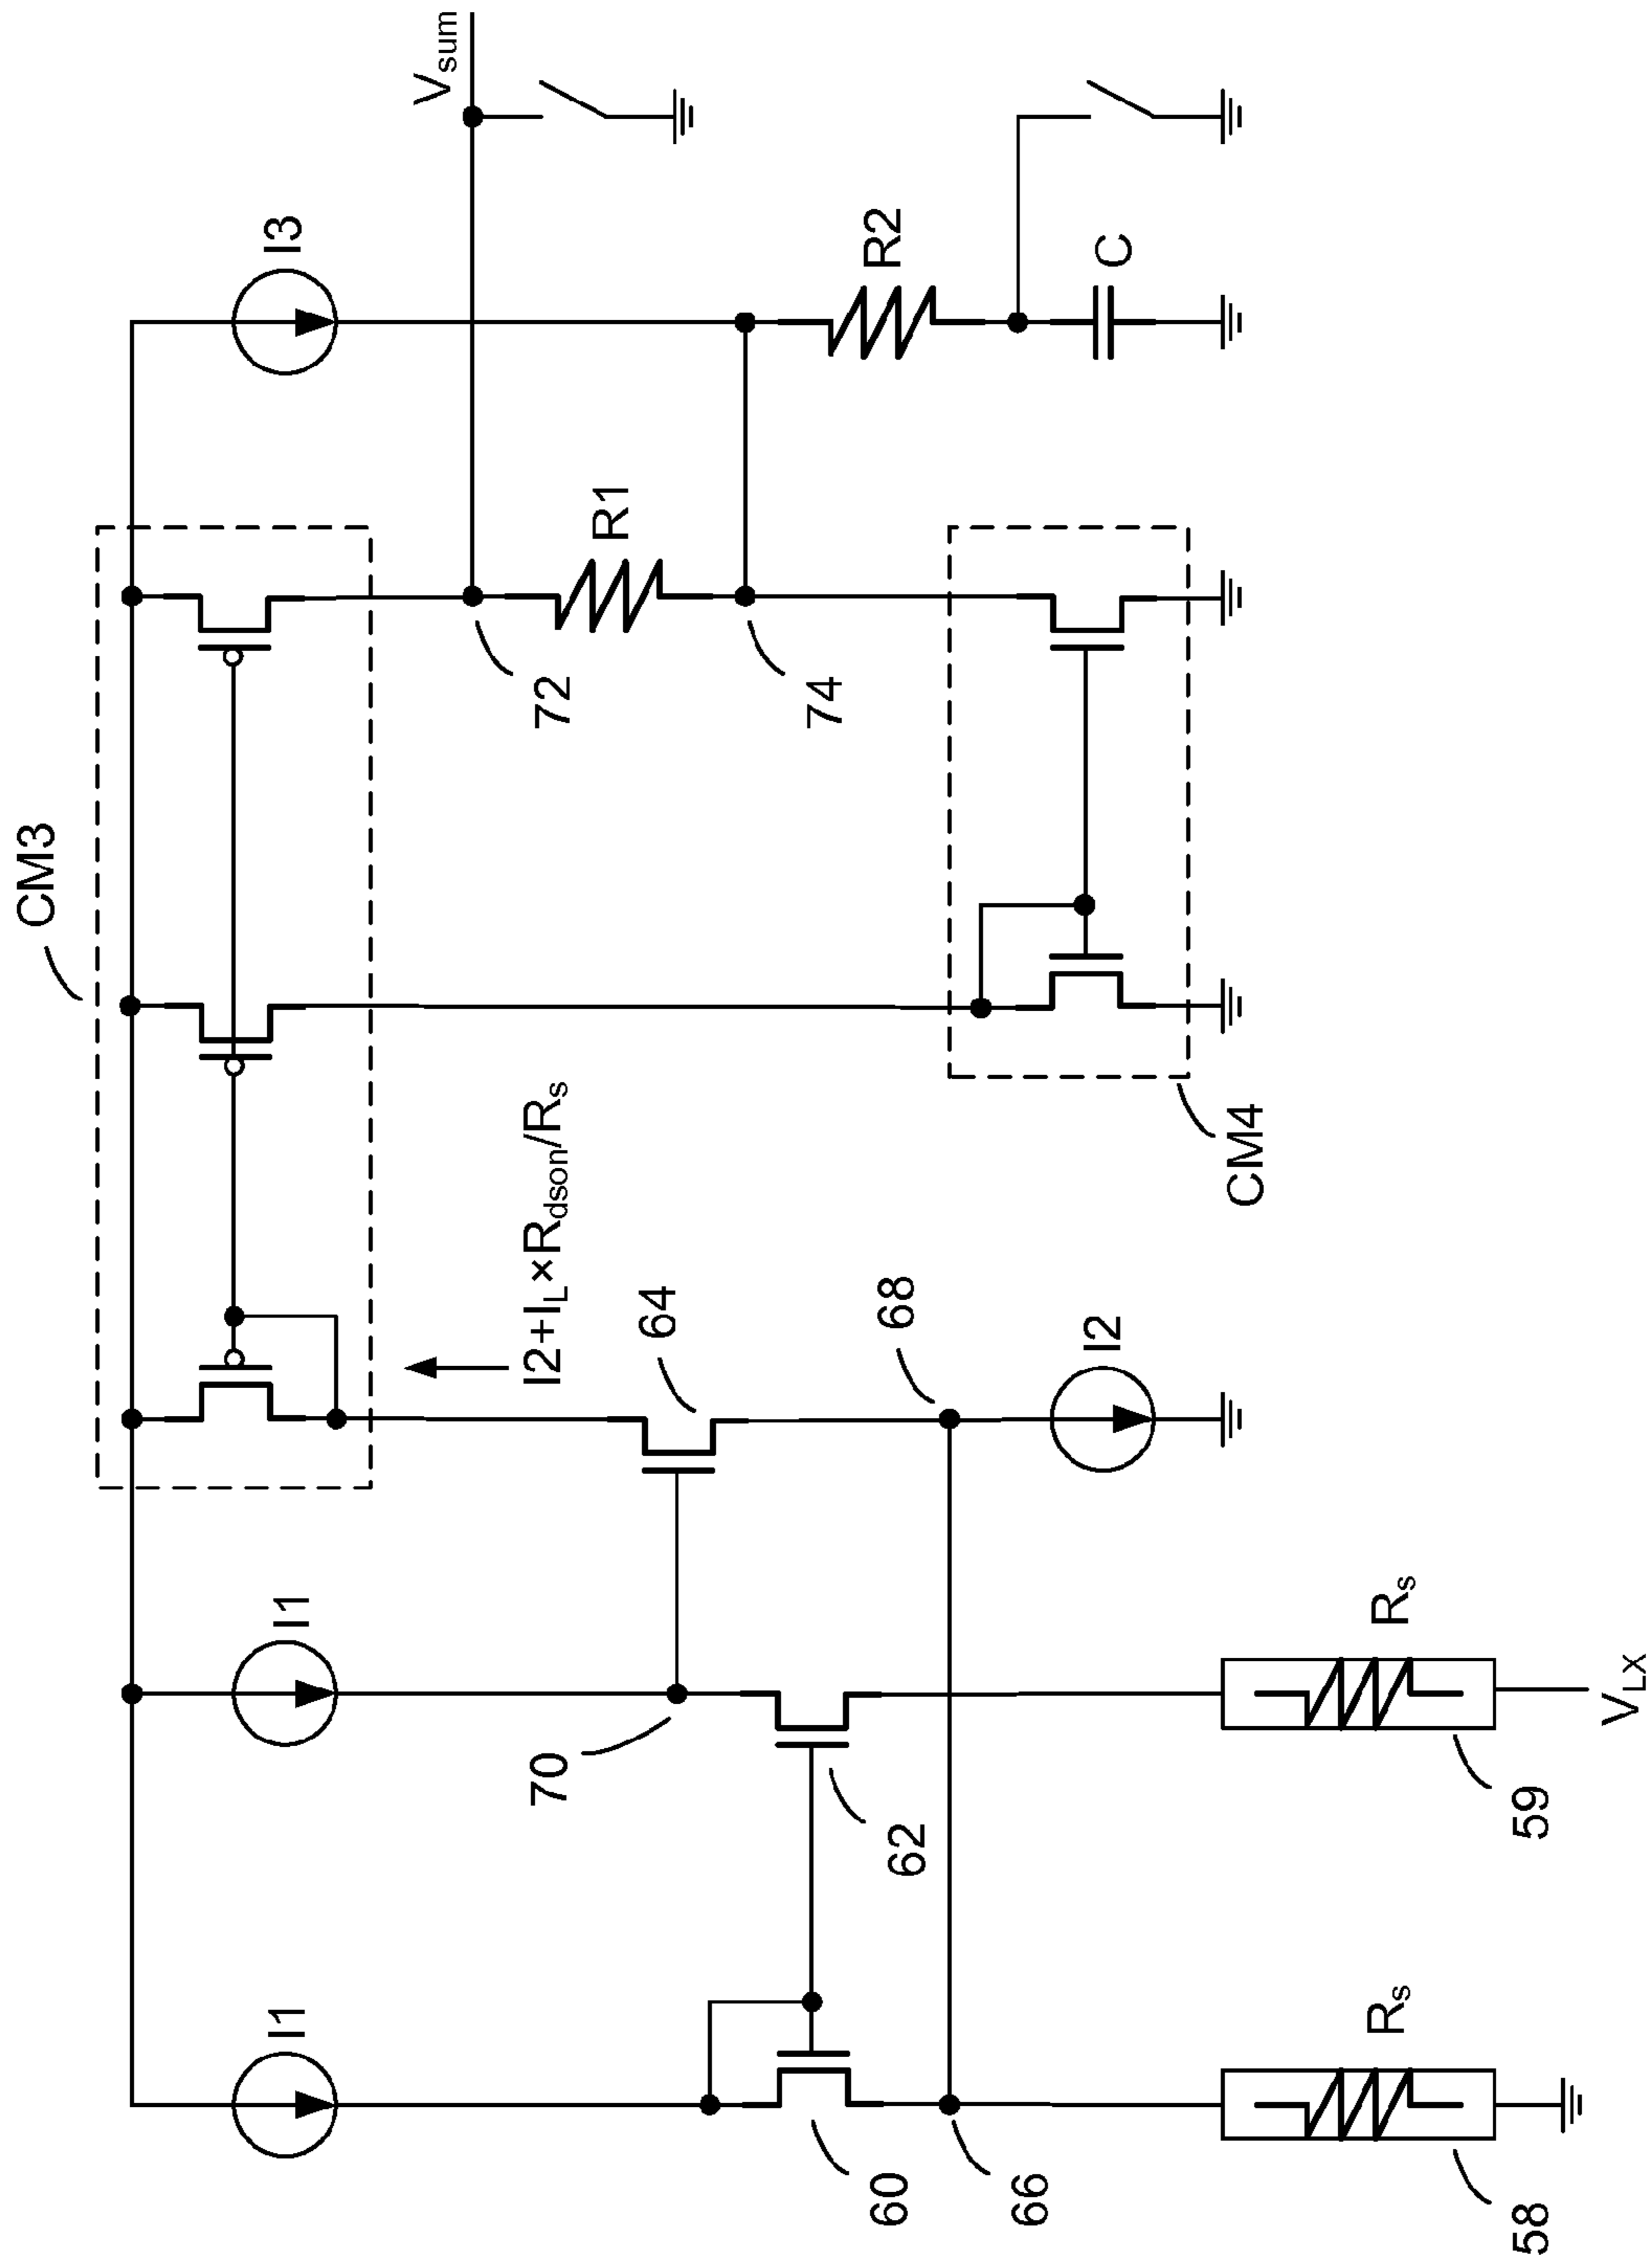 CM3
I1
I1
I3
V_sum
I2+I_L×R_dson/R_s
72
R1
64
70
74
R2
60
62
66
68
C
I2
CM4
R_s
R_s
58
59
V_LX